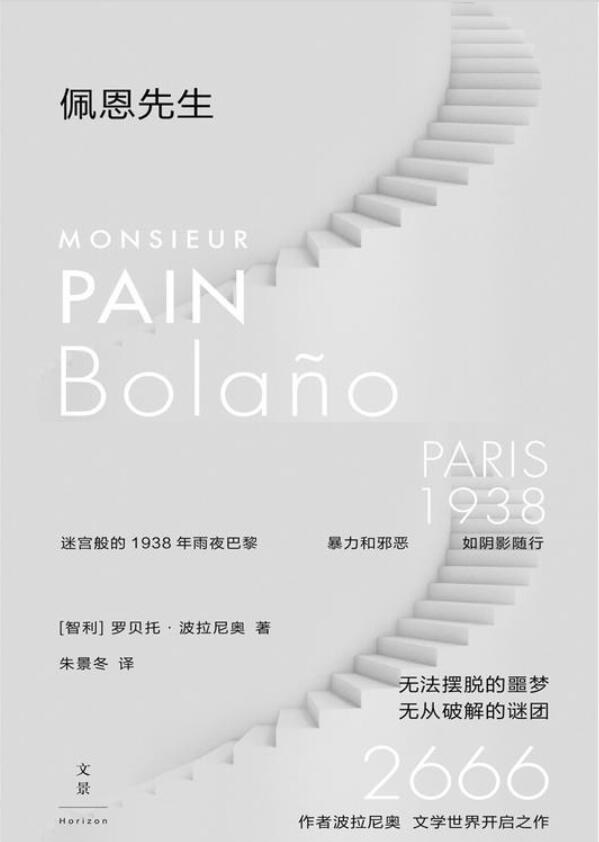 佩恩先生
MONSIEUR
PAIN
Bolaño
PARIS
1938
迷宫般的 1938 年雨夜巴黎 暴力和邪恶 如阴影随行
[智利] 罗贝托·波拉尼奥 著
朱景冬 译
无法摆脱的噩梦
无从破解的谜团
2666
作者波拉尼奥 文学世界开启之作
文
景
Horizon